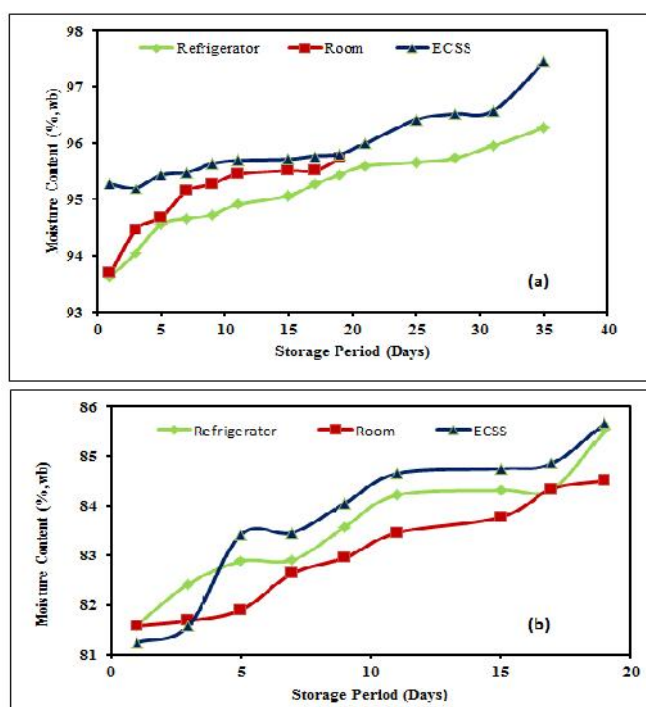 98
97
96
95
94
93
Moisture Content (%,wb)
Refrigerator Room ECSS
(a)
0 5 10 15 20 25 30 35 40
Storage Period (Days)
86
85
84
83
82
81
Moisture Content (%,wb)
Refrigerator Room ECSS
(b)
0 5 10 15 20
Storage Period (Days)